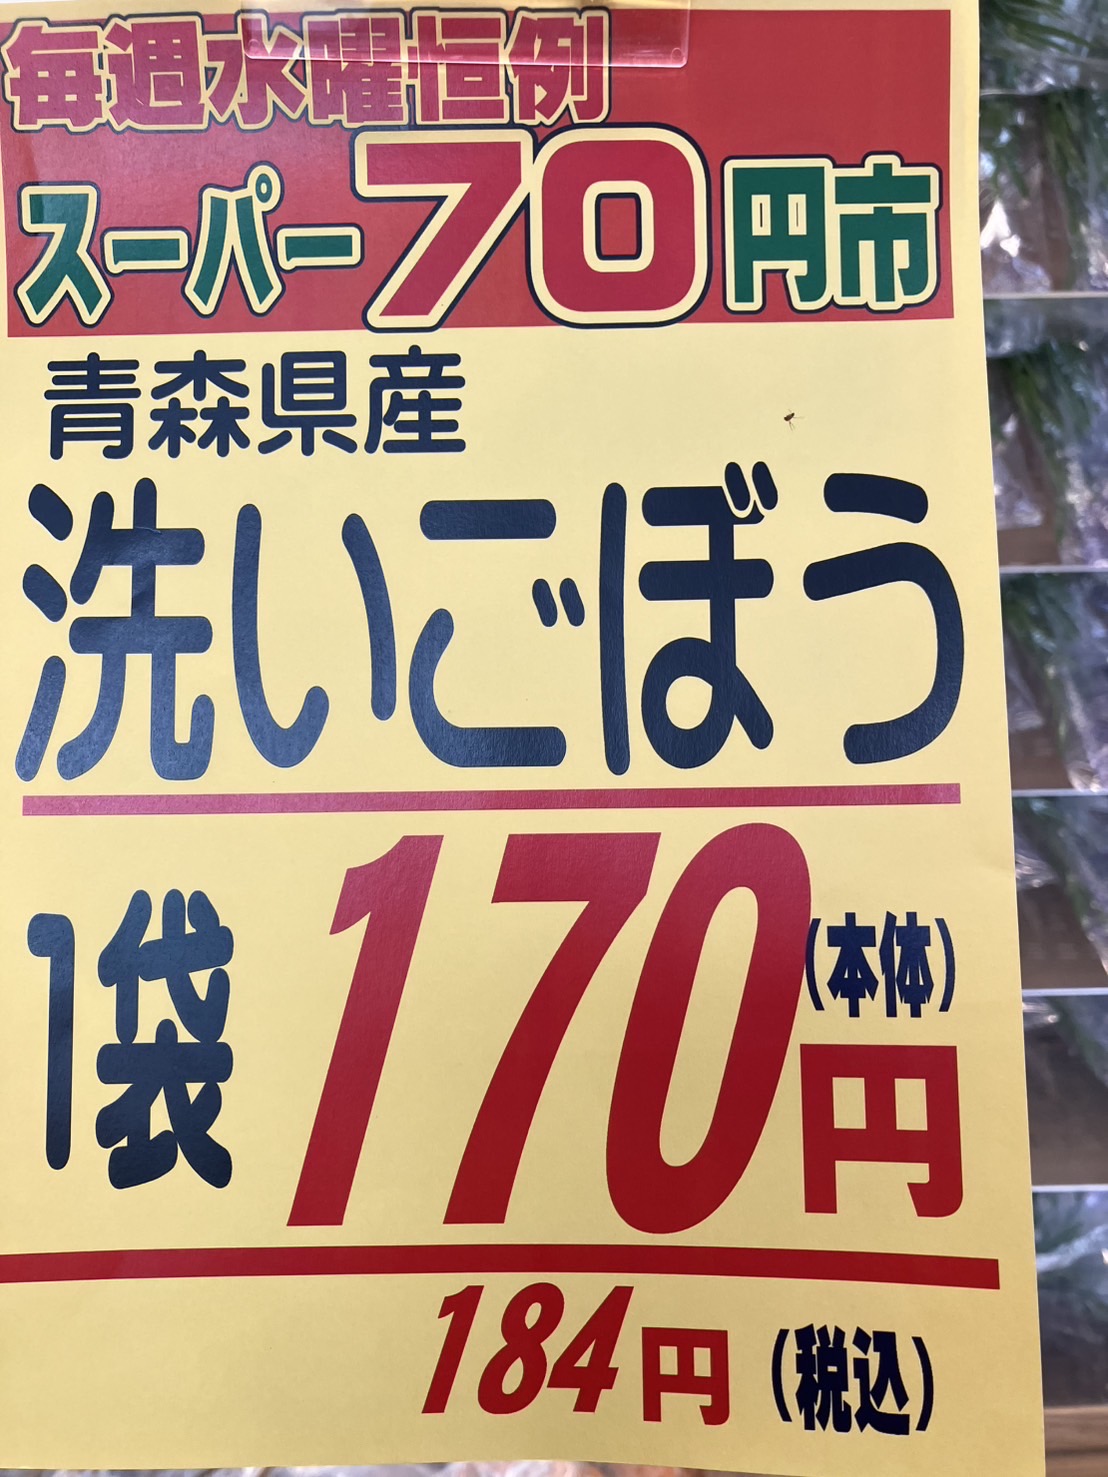 毎週水曜恒例
スーパー70円市
青森県産
洗いごぼう
1袋 170円(本体)
184円(税込)